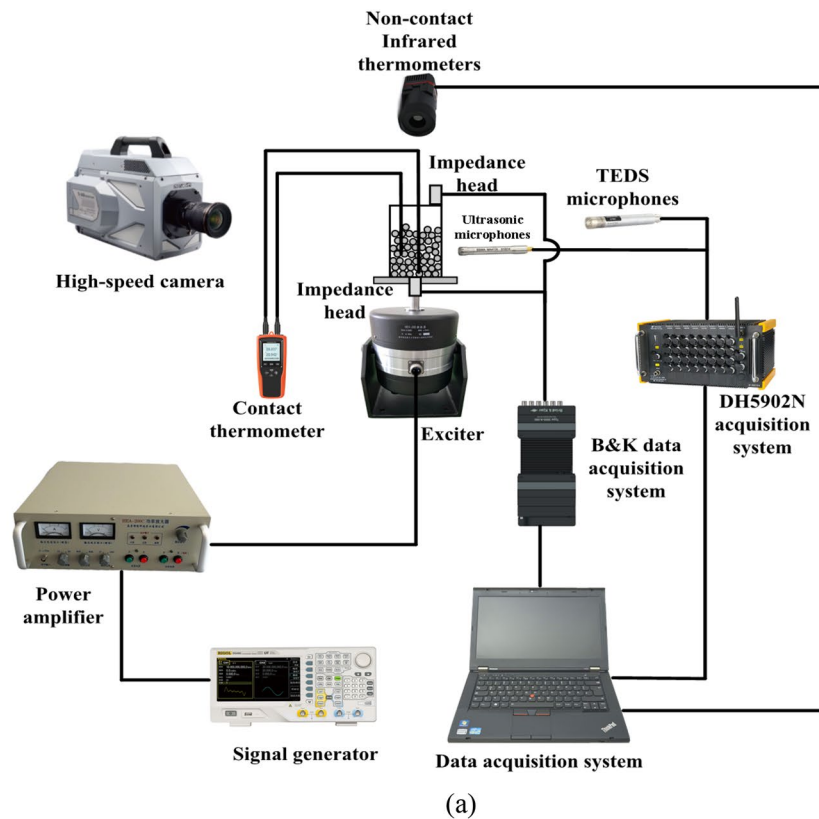 Non-contact
Infrared
thermometers
Impedance
head
TEDS
microphones
Ultrasonic
microphones
High-speed camera
Impedance
head
Contact
thermometer
Exciter
DH5902N
acquisition
system
B&K data
acquisition
system
Power
amplifier
Signal generator
ThinkPad
Data acquisition system
(a)